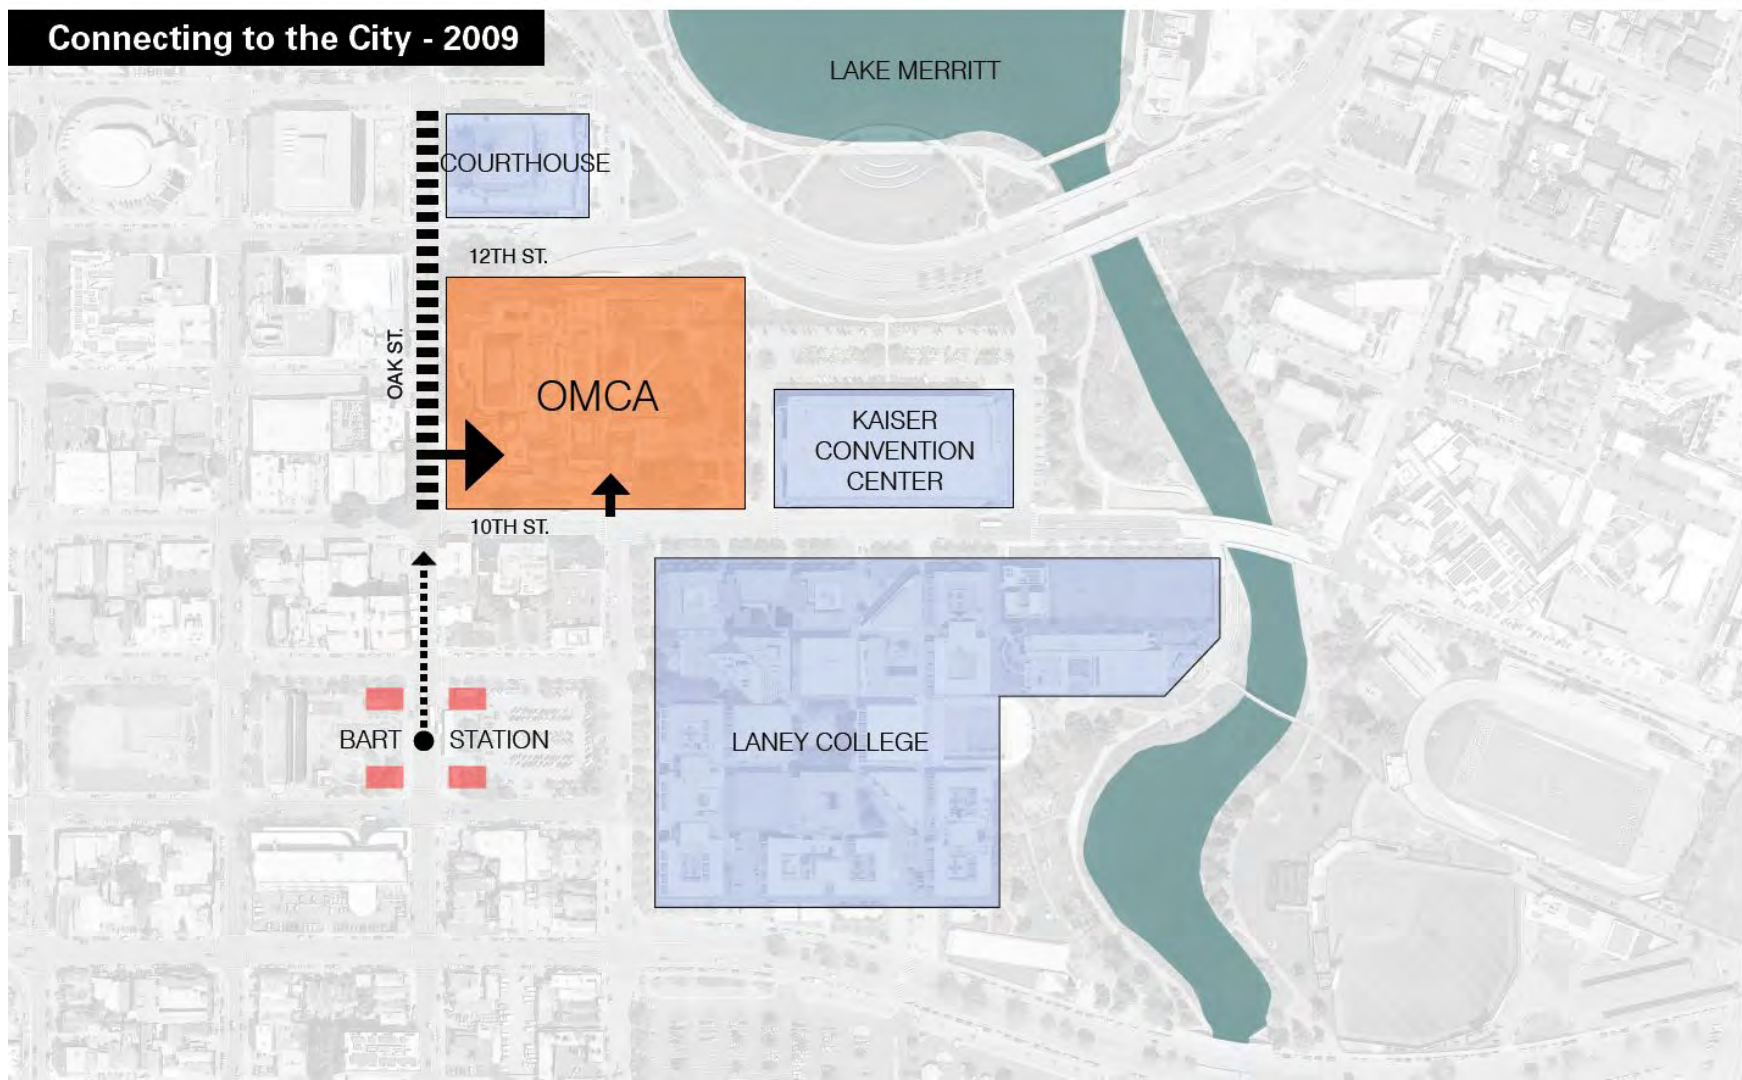 Connecting to the City - 2009
LAKE MERRITT
COURTHOUSE
12TH ST.
OAK ST.
OMCA
KAISER
CONVENTION
CENTER
10TH ST.
BART STATION
LANEY COLLEGE